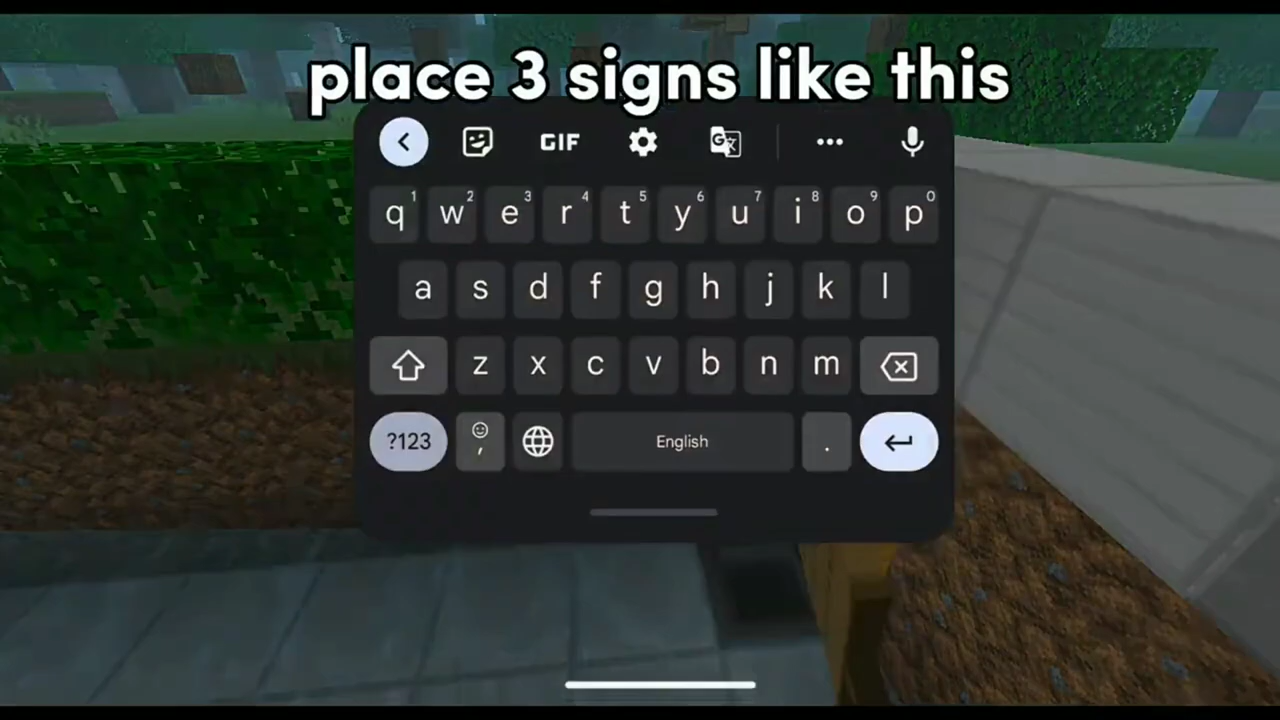 place 3 signs like this
GIF
q1 w2 e3 r4 t5 y6 u7 i8 o9 p0
a s d f g h j k l
z x c v b n m
?123 , English .